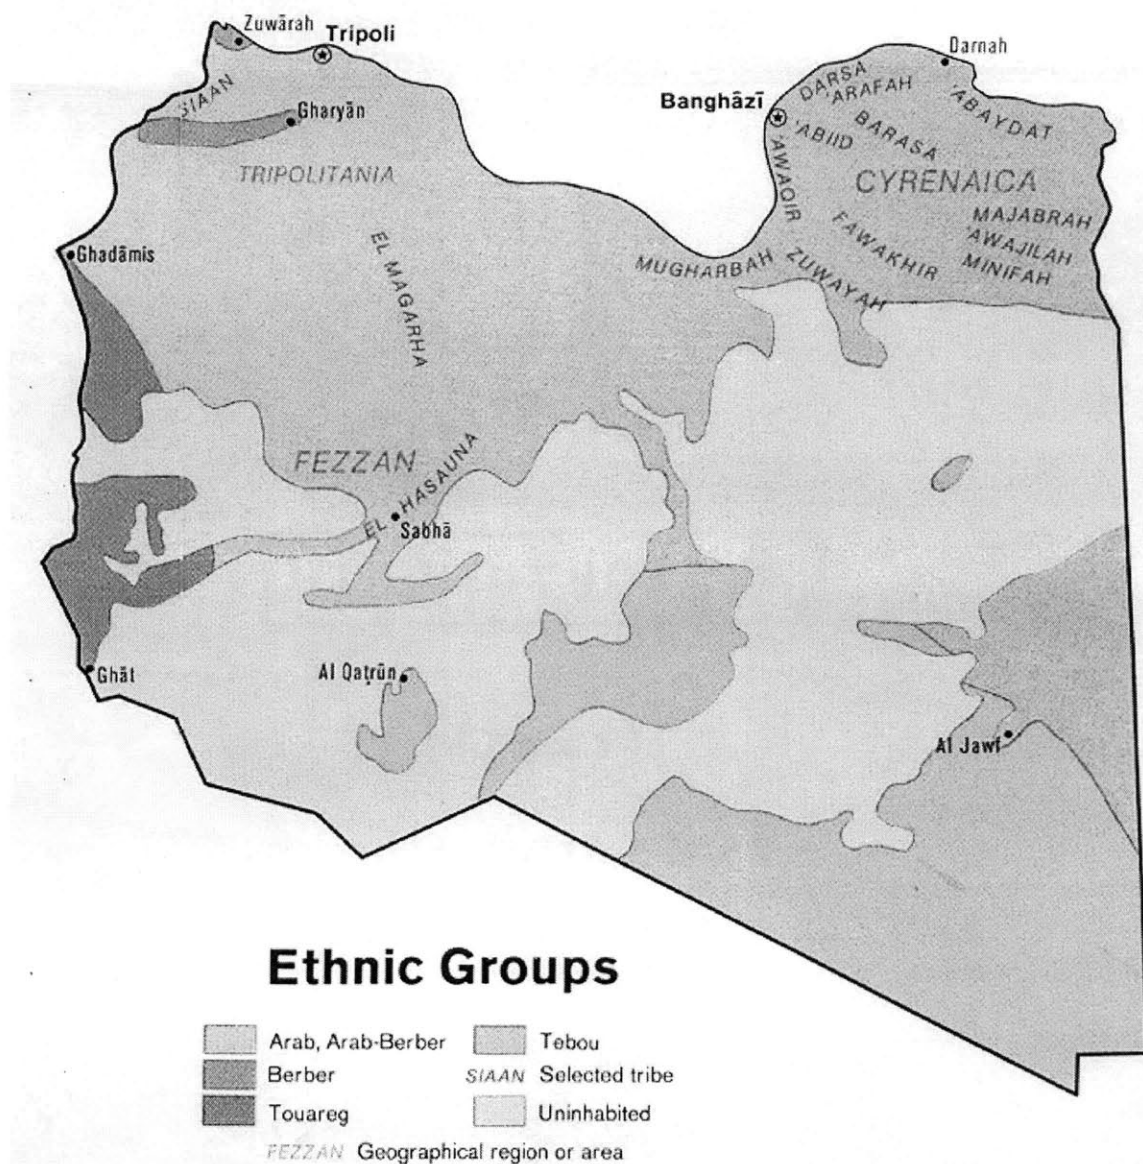 Zuwārah
Tripoli
Darnah
SIAAN
Banghāzī
DARSA
'ARAFAH
'ABAYDAT
Gharyān
'ABIID
BARASA
TRIPOLITANIA
'AWAQIR
CYRENAICA
MAJABRAH
'AWAJILAH
MINIFAH
FAWAKHIR
Ghadāmis
EL MAGARHA
MUGHARBAH
ZUWAYAH
FEZZAN
EL HASAUNA
Sabhā
Ghāt
Al Qaţrūn
Al Jawf
Ethnic Groups
Arab, Arab-Berber
Tebou
Berber
SIAAN Selected tribe
Touareg
Uninhabited
FEZZAN Geographical region or area